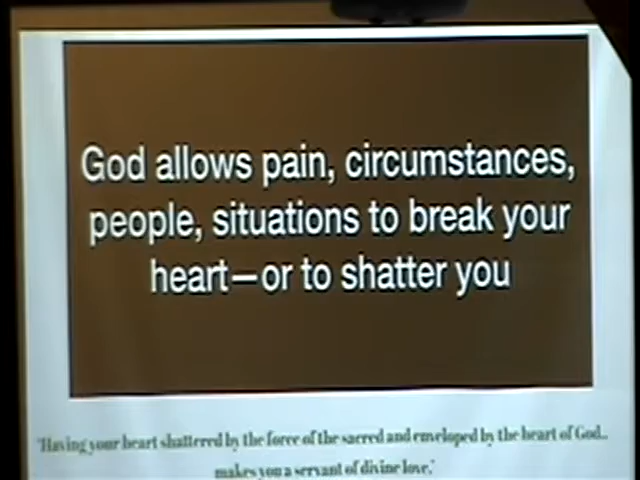 God allows pain, circumstances,
people, situations to break your
heart—or to shatter you
"Having your heart shattered by the force of the sacred and enveloped by the heart of God..
makes you a servant of divine love."